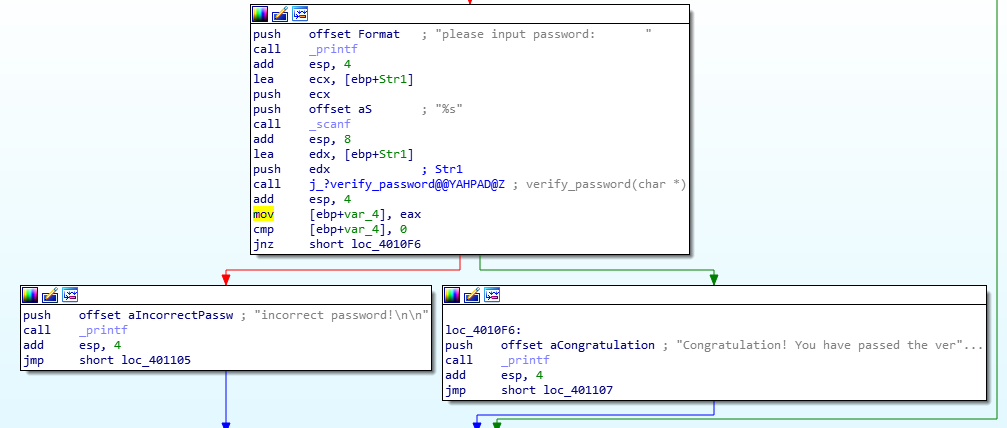 push    offset Format   ; "please input password:       "
call    _printf
add     esp, 4
lea     ecx, [ebp+Str1]
push    ecx
push    offset aS       ; "%s"
call    _scanf
add     esp, 8
lea     edx, [ebp+Str1]
push    edx             ; Str1
call    j_?verify_password@@YAHPAD@Z ; verify_password(char *)
add     esp, 4
mov     [ebp+var_4], eax
cmp     [ebp+var_4], 0
jnz     short loc_4010F6
push    offset aIncorrectPassw ; "incorrect password!\n\n"
call    _printf
add     esp, 4
jmp     short loc_401105
loc_4010F6:
push    offset aCongratulation ; "Congratulation! You have passed the ver"...
call    _printf
add     esp, 4
jmp     short loc_401107